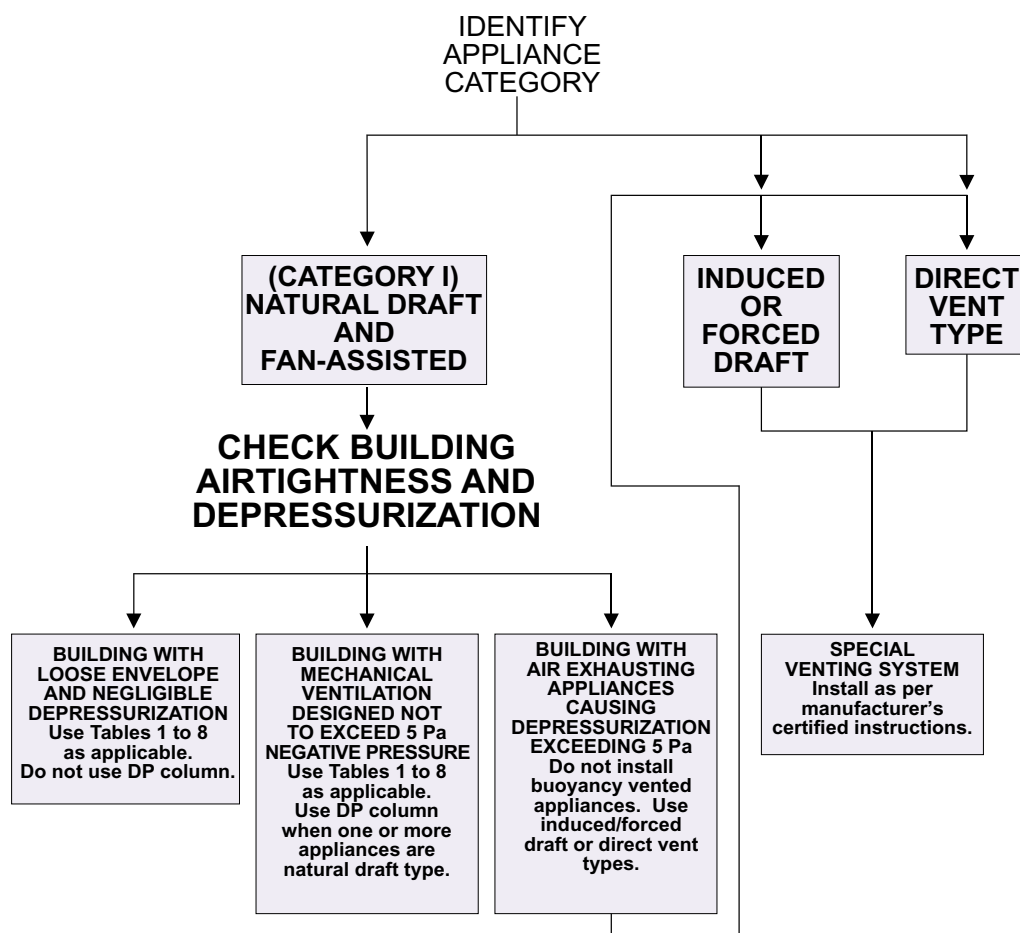 IDENTIFY
APPLIANCE
CATEGORY
(CATEGORY I)
NATURAL DRAFT
AND
FAN-ASSISTED
INDUCED
OR
FORCED
DRAFT
DIRECT
VENT
TYPE
CHECK BUILDING
AIRTIGHTNESS AND
DEPRESSURIZATION
BUILDING WITH
LOOSE ENVELOPE
AND NEGLIGIBLE
DEPRESSURIZATION
Use Tables 1 to 8
as applicable.
Do not use DP column.
BUILDING WITH
MECHANICAL
VENTILATION
DESIGNED NOT
TO EXCEED 5 Pa
NEGATIVE PRESSURE
Use Tables 1 to 8
as applicable.
Use DP column
when one or more
appliances are
natural draft type.
BUILDING WITH
AIR EXHAUSTING
APPLIANCES
CAUSING
DEPRESSURIZATION
EXCEEDING 5 Pa
Do not install
buoyancy vented
appliances. Use
induced/forced
draft or direct vent
types.
SPECIAL
VENTING SYSTEM
Install as per
manufacturer's
certified instructions.